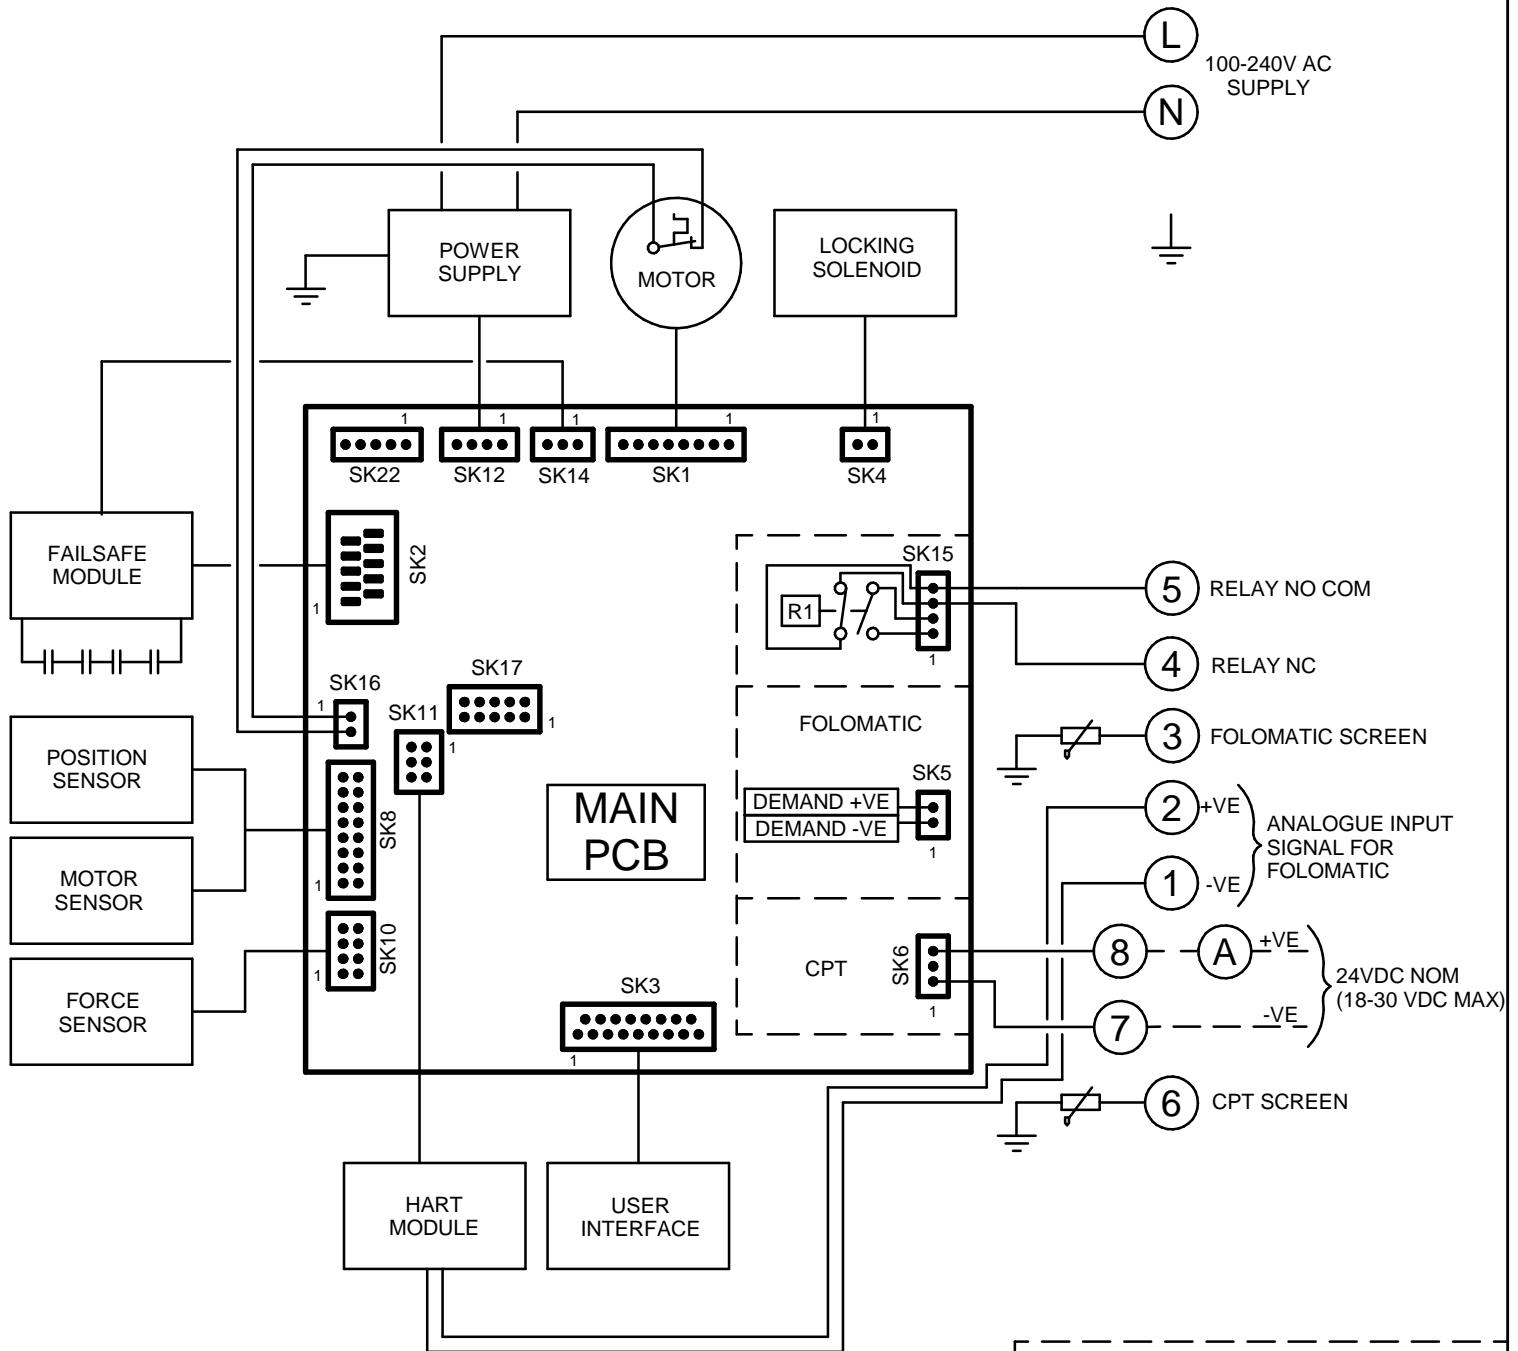 L
100-240V AC
SUPPLY
N
POWER
SUPPLY
MOTOR
LOCKING
SOLENOID
1
1
1
1
1
SK22
SK12
SK14
SK1
SK4
FAILSAFE
MODULE
SK2
1
SK15
R1
1
5
RELAY NO COM
4
RELAY NC
SK16
1
SK17
1
SK11
1
FOLOMATIC
3
FOLOMATIC SCREEN
POSITION
SENSOR
SK8
1
MAIN
PCB
SK5
DEMAND +VE
DEMAND -VE
1
2
+VE
ANALOGUE INPUT
SIGNAL FOR
FOLOMATIC
1
-VE
MOTOR
SENSOR
SK10
1
CPT
SK6
1
8
A
+VE
24VDC NOM
(18-30 VDC MAX)
7
-VE
FORCE
SENSOR
SK3
1
6
CPT SCREEN
HART
MODULE
USER
INTERFACE